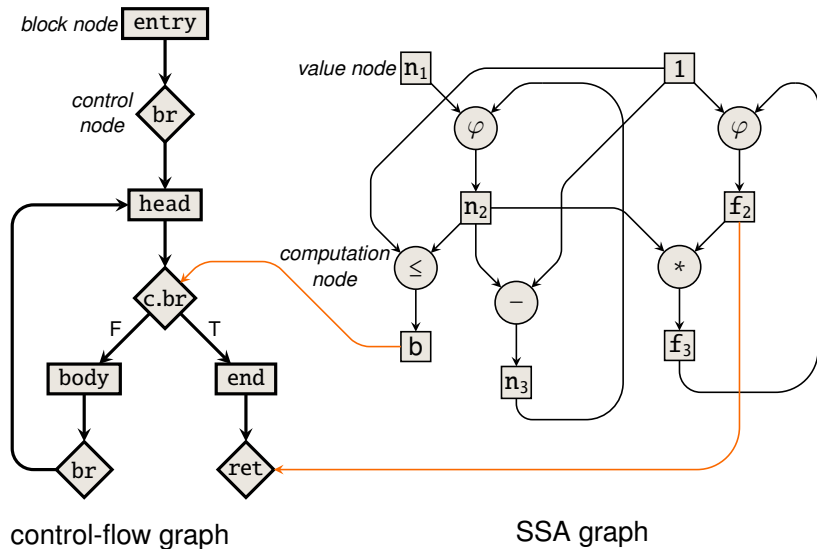 block node
entry
value node
n₁
1
control
node
br
φ
φ
head
n₂
f₂
computation
node
≤
*
c.br
−
F
T
b
f₃
body
end
n₃
br
ret
control-flow graph
SSA graph